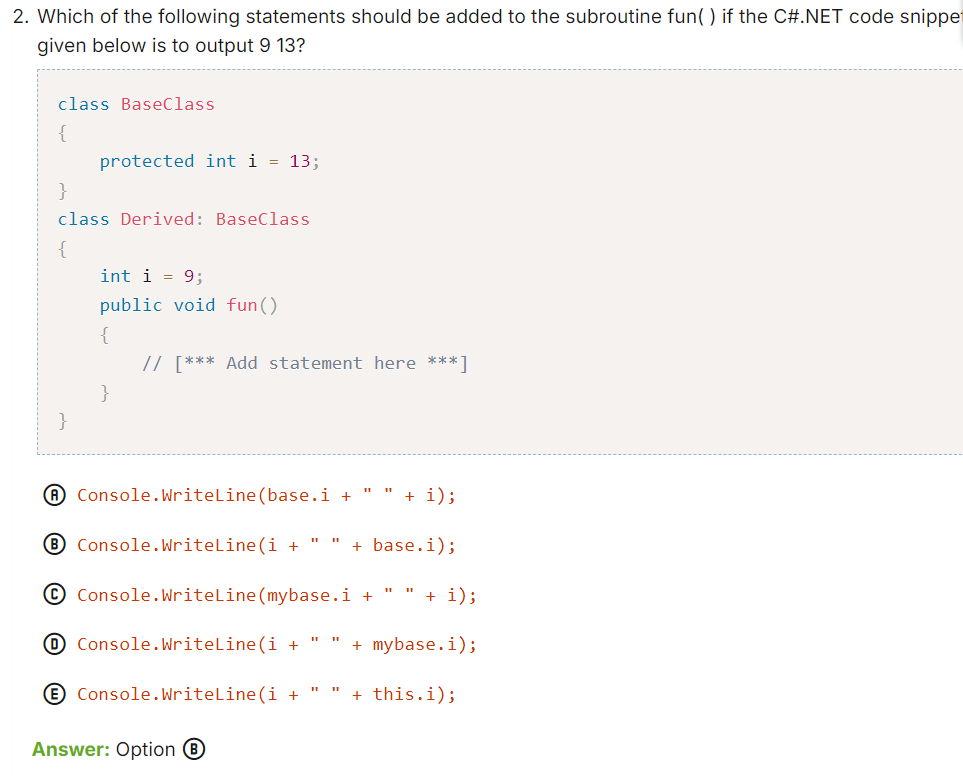 2. Which of the following statements should be added to the subroutine fun( ) if the C#.NET code snippet
given below is to output 9 13?
class BaseClass
{
    protected int i = 13;
}
class Derived: BaseClass
{
    int i = 9;
    public void fun()
    {
        // [*** Add statement here ***]
    }
}
Ⓐ Console.WriteLine(base.i + " " + i);
Ⓑ Console.WriteLine(i + " " + base.i);
Ⓒ Console.WriteLine(mybase.i + " " + i);
Ⓓ Console.WriteLine(i + " " + mybase.i);
Ⓔ Console.WriteLine(i + " " + this.i);
Answer: Option Ⓑ